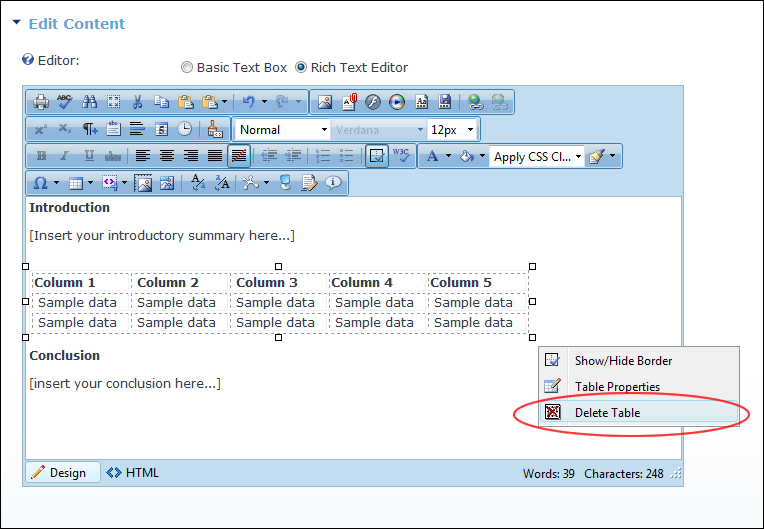 Edit Content
Editor:
Basic Text Box Rich Text Editor
ABC
Normal Verdana 12px
B I U abc W3C A Apply CSS Cl...
Introduction
[Insert your introductory summary here...]
Column 1 Column 2 Column 3 Column 4 Column 5
Sample data Sample data Sample data Sample data Sample data
Sample data Sample data Sample data Sample data Sample data
Conclusion
[insert your conclusion here...]
Show/Hide Border
Table Properties
Delete Table
Design HTML Words: 39 Characters: 248